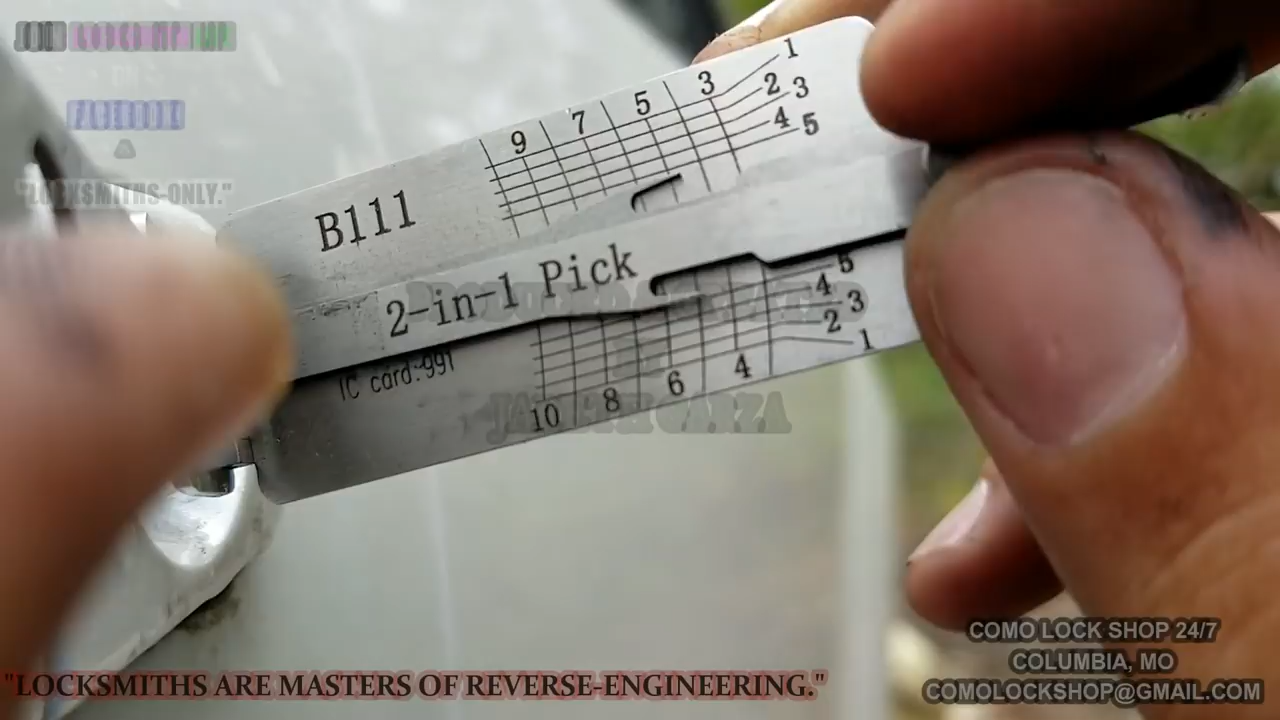 "LOCKSMITHS-ONLY."
9 7 5 3 1 2 3 4 5
B111
2-in-1 Pick
5 4 3 2 1
IC card:991
10 8 6 4
COMO LOCK SHOP 24/7
COLUMBIA, MO
COMOLOCKSHOP@GMAIL.COM
"LOCKSMITHS ARE MASTERS OF REVERSE-ENGINEERING."